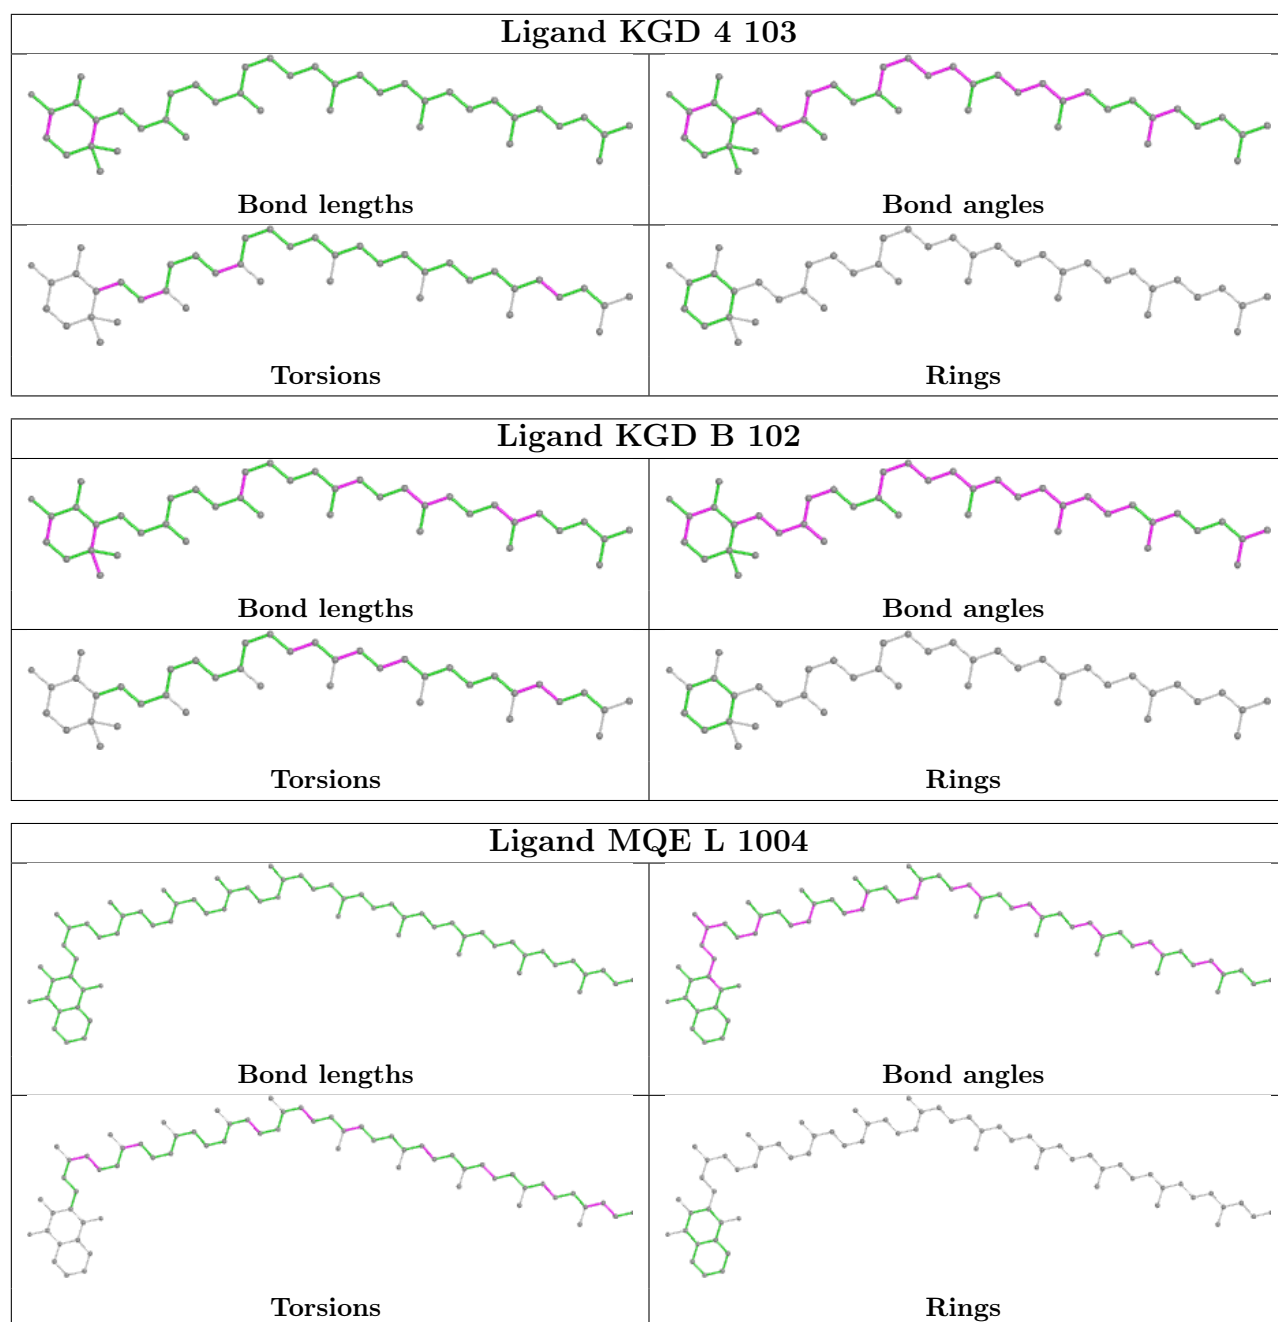 Ligand KGD 4 103
Bond lengths
Bond angles
Torsions
Rings
Ligand KGD B 102
Bond lengths
Bond angles
Torsions
Rings
Ligand MQE L 1004
Bond lengths
Bond angles
Torsions
Rings